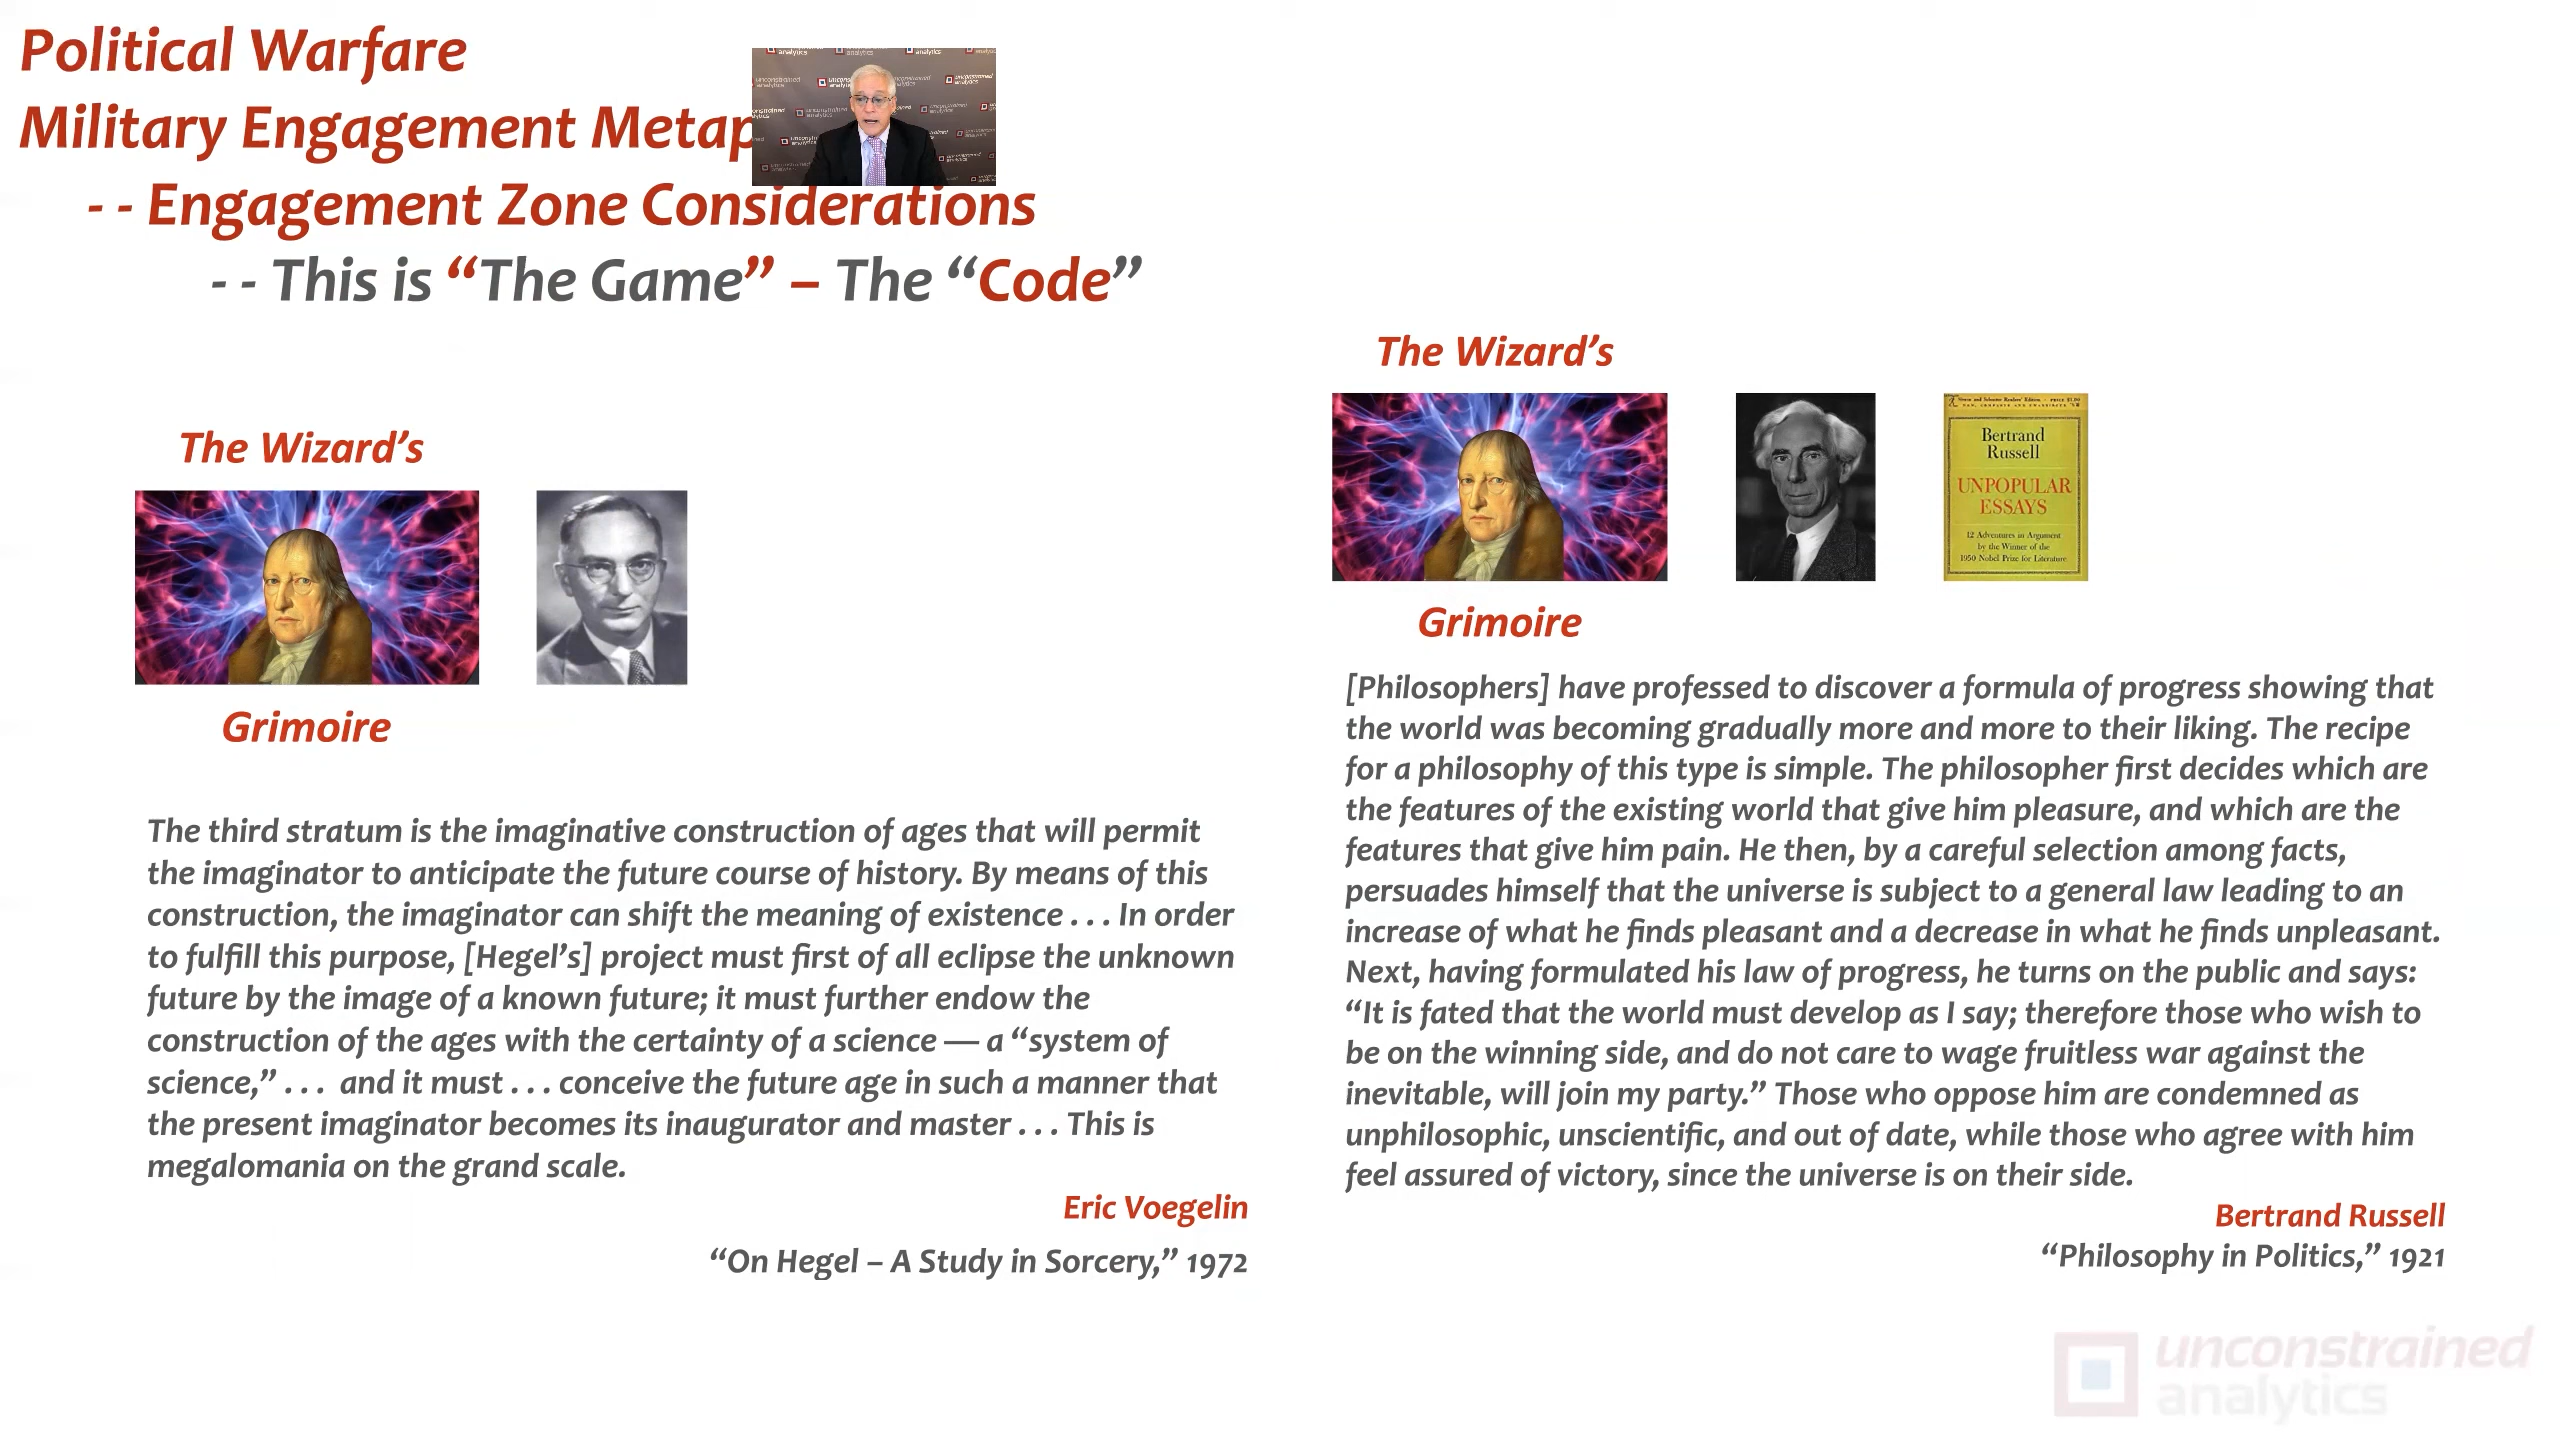 Political Warfare
Military Engagement Metap
- - Engagement Zone Considerations
- - This is “The Game” – The “Code”
The Wizard’s
Grimoire
The third stratum is the imaginative construction of ages that will permit
the imaginator to anticipate the future course of history. By means of this
construction, the imaginator can shift the meaning of existence . . . In order
to fulfill this purpose, [Hegel’s] project must first of all eclipse the unknown
future by the image of a known future; it must further endow the
construction of the ages with the certainty of a science — a “system of
science,” . . . and it must . . . conceive the future age in such a manner that
the present imaginator becomes its inaugurator and master . . . This is
megalomania on the grand scale.
Eric Voegelin
“On Hegel – A Study in Sorcery,” 1972
The Wizard’s
Bertrand
Russell
UNPOPULAR
ESSAYS
12 Adventures in Argument
by the Winner of the
1950 Nobel Prize for Literature
Grimoire
[Philosophers] have professed to discover a formula of progress showing that
the world was becoming gradually more and more to their liking. The recipe
for a philosophy of this type is simple. The philosopher first decides which are
the features of the existing world that give him pleasure, and which are the
features that give him pain. He then, by a careful selection among facts,
persuades himself that the universe is subject to a general law leading to an
increase of what he finds pleasant and a decrease in what he finds unpleasant.
Next, having formulated his law of progress, he turns on the public and says:
“It is fated that the world must develop as I say; therefore those who wish to
be on the winning side, and do not care to wage fruitless war against the
inevitable, will join my party.” Those who oppose him are condemned as
unphilosophic, unscientific, and out of date, while those who agree with him
feel assured of victory, since the universe is on their side.
Bertrand Russell
“Philosophy in Politics,” 1921
unconstrained
analytics